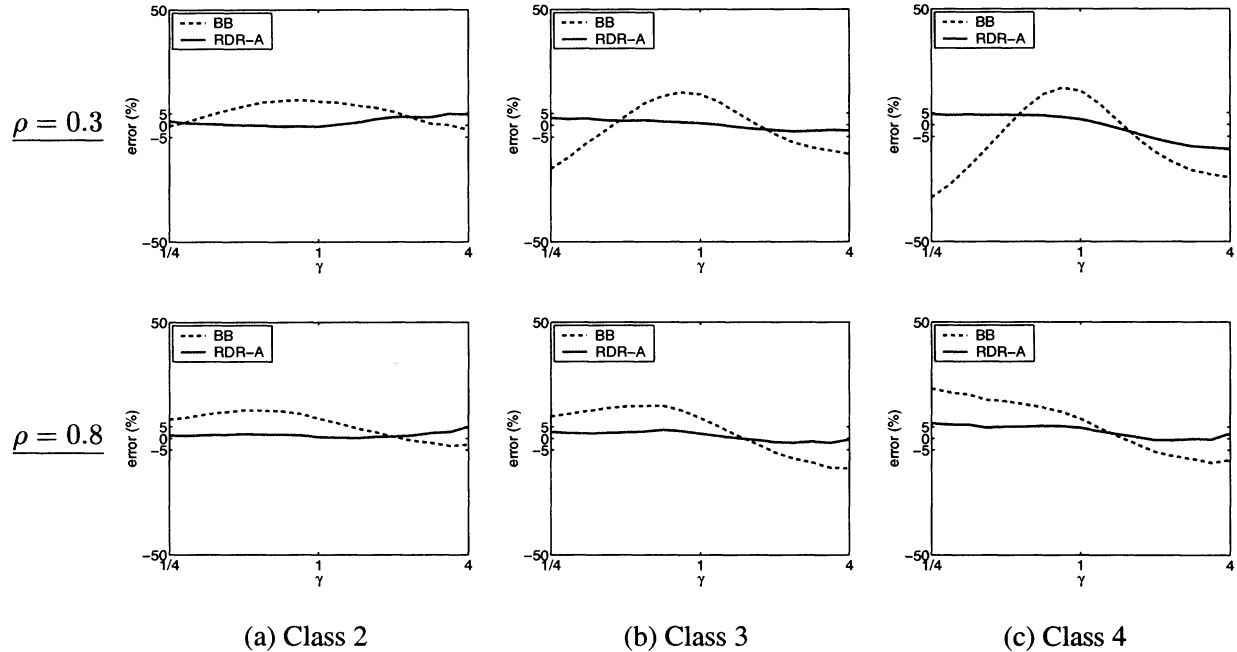 50
BB
RDR−A
error (%)
5
0
−5
−50
1/4
1
4
γ
50
BB
RDR−A
error (%)
5
0
−5
−50
1/4
1
4
γ
50
BB
RDR−A
error (%)
5
0
−5
−50
1/4
1
4
γ
ρ = 0.3
50
BB
RDR−A
error (%)
5
0
−5
−50
1/4
1
4
γ
50
BB
RDR−A
error (%)
5
0
−5
−50
1/4
1
4
γ
50
BB
RDR−A
error (%)
5
0
−5
−50
1/4
1
4
γ
ρ = 0.8
(a) Class 2
(b) Class 3
(c) Class 4